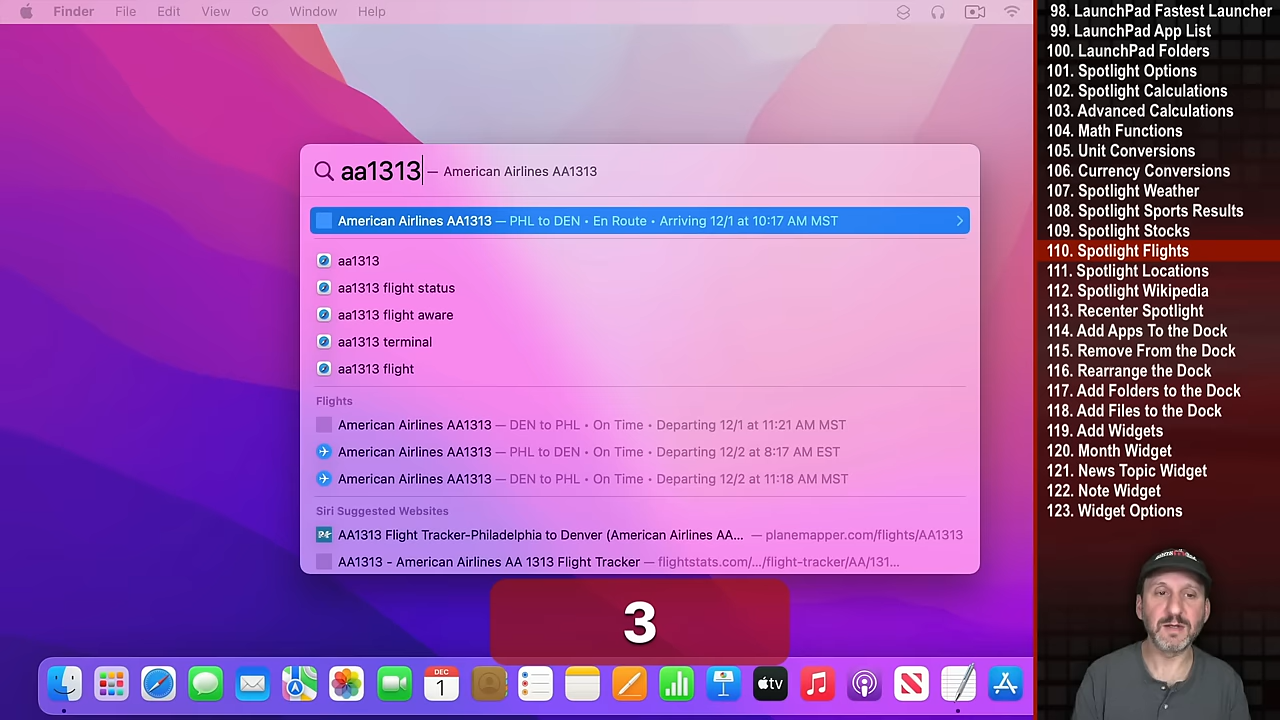 Finder File Edit View Go Window Help
aa1313 — American Airlines AA1313
American Airlines AA1313 — PHL to DEN • En Route • Arriving 12/1 at 10:17 AM MST
aa1313
aa1313 flight status
aa1313 flight aware
aa1313 terminal
aa1313 flight
Flights
American Airlines AA1313 — DEN to PHL • On Time • Departing 12/1 at 11:21 AM MST
American Airlines AA1313 — PHL to DEN • On Time • Departing 12/2 at 8:17 AM EST
American Airlines AA1313 — DEN to PHL • On Time • Departing 12/2 at 11:18 AM MST
Siri Suggested Websites
AA1313 Flight Tracker-Philadelphia to Denver (American Airlines AA... — planemapper.com/flights/AA1313
AA1313 - American Airlines AA 1313 Flight Tracker — flightstats.com/.../flight-tracker/AA/131...
3
DEC
1
tv
98. LaunchPad Fastest Launcher
99. LaunchPad App List
100. LaunchPad Folders
101. Spotlight Options
102. Spotlight Calculations
103. Advanced Calculations
104. Math Functions
105. Unit Conversions
106. Currency Conversions
107. Spotlight Weather
108. Spotlight Sports Results
109. Spotlight Stocks
110. Spotlight Flights
111. Spotlight Locations
112. Spotlight Wikipedia
113. Recenter Spotlight
114. Add Apps To the Dock
115. Remove From the Dock
116. Rearrange the Dock
117. Add Folders to the Dock
118. Add Files to the Dock
119. Add Widgets
120. Month Widget
121. News Topic Widget
122. Note Widget
123. Widget Options